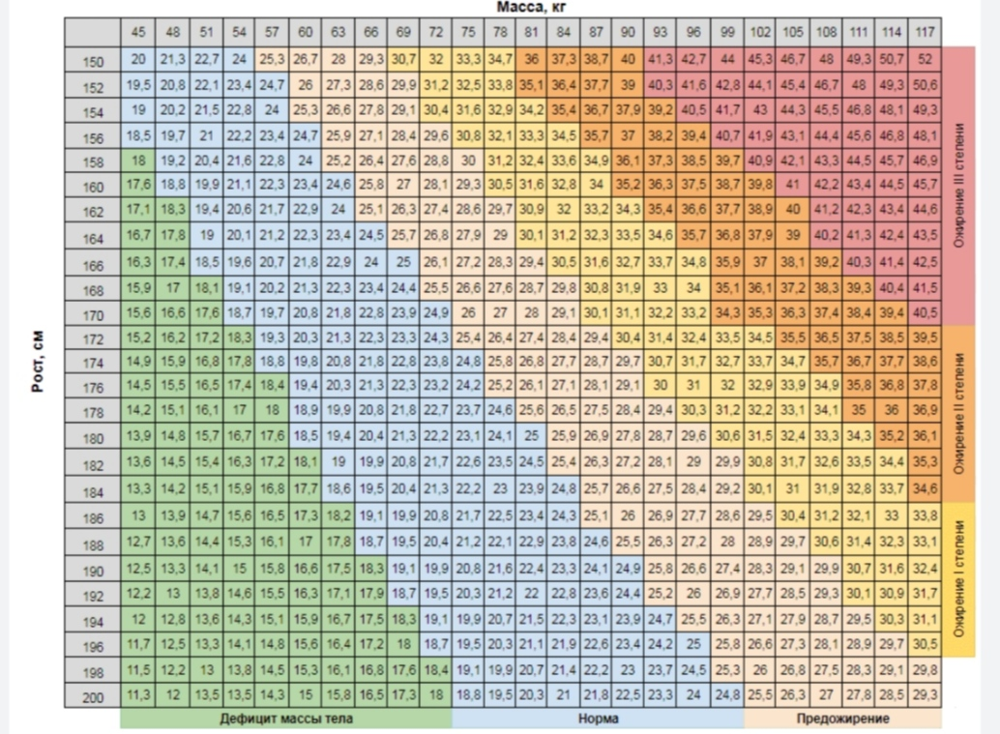 Масса, кг
45 48 51 54 57 60 63 66 69 72 75 78 81 84 87 90 93 96 99 102 105 108 111 114 117
150 20 21,3 22,7 24 25,3 26,7 28 29,3 30,7 32 33,3 34,7 36 37,3 38,7 40 41,3 42,7 44 45,3 46,7 48 49,3 50,7 52
152 19,5 20,8 22,1 23,4 24,7 26 27,3 28,6 29,9 31,2 32,5 33,8 35,1 36,4 37,7 39 40,3 41,6 42,8 44,1 45,4 46,7 48 49,3 50,6
154 19 20,2 21,5 22,8 24 25,3 26,6 27,8 29,1 30,4 31,6 32,9 34,2 35,4 36,7 37,9 39,2 40,5 41,7 43 44,3 45,5 46,8 48,1 49,3
156 18,5 19,7 21 22,2 23,4 24,7 25,9 27,1 28,4 29,6 30,8 32,1 33,3 34,5 35,7 37 38,2 39,4 40,7 41,9 43,1 44,4 45,6 46,8 48,1
158 18 19,2 20,4 21,6 22,8 24 25,2 26,4 27,6 28,8 30 31,2 32,4 33,6 34,9 36,1 37,3 38,5 39,7 40,9 42,1 43,3 44,5 45,7 46,9
160 17,6 18,8 19,9 21,1 22,3 23,4 24,6 25,8 27 28,1 29,3 30,5 31,6 32,8 34 35,2 36,3 37,5 38,7 39,8 41 42,2 43,4 44,5 45,7
162 17,1 18,3 19,4 20,6 21,7 22,9 24 25,1 26,3 27,4 28,6 29,7 30,9 32 33,2 34,3 35,4 36,6 37,7 38,9 40 41,2 42,3 43,4 44,6
164 16,7 17,8 19 20,1 21,2 22,3 23,4 24,5 25,7 26,8 27,9 29 30,1 31,2 32,3 33,5 34,6 35,7 36,8 37,9 39 40,2 41,3 42,4 43,5
166 16,3 17,4 18,5 19,6 20,7 21,8 22,9 24 25 26,1 27,2 28,3 29,4 30,5 31,6 32,7 33,7 34,8 35,9 37 38,1 39,2 40,3 41,4 42,5
168 15,9 17 18,1 19,1 20,2 21,3 22,3 23,4 24,4 25,5 26,6 27,6 28,7 29,8 30,8 31,9 33 34 35,1 36,1 37,2 38,3 39,3 40,4 41,5
170 15,6 16,6 17,6 18,7 19,7 20,8 21,8 22,8 23,9 24,9 26 27 28 29,1 30,1 31,1 32,2 33,2 34,3 35,3 36,3 37,4 38,4 39,4 40,5
172 15,2 16,2 17,2 18,3 19,3 20,3 21,3 22,3 23,3 24,3 25,4 26,4 27,4 28,4 29,4 30,4 31,4 32,4 33,5 34,5 35,5 36,5 37,5 38,5 39,5
174 14,9 15,9 16,8 17,8 18,8 19,8 20,8 21,8 22,8 23,8 24,8 25,8 26,8 27,7 28,7 29,7 30,7 31,7 32,7 33,7 34,7 35,7 36,7 37,7 38,6
176 14,5 15,5 16,5 17,4 18,4 19,4 20,3 21,3 22,3 23,2 24,2 25,2 26,1 27,1 28,1 29,1 30 31 32 32,9 33,9 34,9 35,8 36,8 37,8
178 14,2 15,1 16,1 17 18 18,9 19,9 20,8 21,8 22,7 23,7 24,6 25,6 26,5 27,5 28,4 29,4 30,3 31,2 32,2 33,1 34,1 35 36 36,9
180 13,9 14,8 15,7 16,7 17,6 18,5 19,4 20,4 21,3 22,2 23,1 24,1 25 25,9 26,9 27,8 28,7 29,6 30,6 31,5 32,4 33,3 34,3 35,2 36,1
182 13,6 14,5 15,4 16,3 17,2 18,1 19 19,9 20,8 21,7 22,6 23,5 24,5 25,4 26,3 27,2 28,1 29 29,9 30,8 31,7 32,6 33,5 34,4 35,3
184 13,3 14,2 15,1 15,9 16,8 17,7 18,6 19,5 20,4 21,3 22,2 23 23,9 24,8 25,7 26,6 27,5 28,4 29,2 30,1 31 31,9 32,8 33,7 34,6
186 13 13,9 14,7 15,6 16,5 17,3 18,2 19,1 19,9 20,8 21,7 22,5 23,4 24,3 25,1 26 26,9 27,7 28,6 29,5 30,4 31,2 32,1 33 33,8
188 12,7 13,6 14,4 15,3 16,1 17 17,8 18,7 19,5 20,4 21,2 22,1 22,9 23,8 24,6 25,5 26,3 27,2 28 28,9 29,7 30,6 31,4 32,3 33,1
190 12,5 13,3 14,1 15 15,8 16,6 17,5 18,3 19,1 19,9 20,8 21,6 22,4 23,3 24,1 24,9 25,8 26,6 27,4 28,3 29,1 29,9 30,7 31,6 32,4
192 12,2 13 13,8 14,6 15,5 16,3 17,1 17,9 18,7 19,5 20,3 21,2 22 22,8 23,6 24,4 25,2 26 26,9 27,7 28,5 29,3 30,1 30,9 31,7
194 12 12,8 13,6 14,3 15,1 15,9 16,7 17,5 18,3 19,1 19,9 20,7 21,5 22,3 23,1 23,9 24,7 25,5 26,3 27,1 27,9 28,7 29,5 30,3 31,1
196 11,7 12,5 13,3 14,1 14,8 15,6 16,4 17,2 18 18,7 19,5 20,3 21,1 21,9 22,6 23,4 24,2 25 25,8 26,6 27,3 28,1 28,9 29,7 30,5
198 11,5 12,2 13 13,8 14,5 15,3 16,1 16,8 17,6 18,4 19,1 19,9 20,7 21,4 22,2 23 23,7 24,5 25,3 26 26,8 27,5 28,3 29,1 29,8
200 11,3 12 13,5 13,5 14,3 15 15,8 16,5 17,3 18 18,8 19,5 20,3 21 21,8 22,5 23,3 24 24,8 25,5 26,3 27 27,8 28,5 29,3
Дефицит массы тела Норма Предожирение
Рост, см
Ожирение III степени
Ожирение II степени
Ожирение I степени